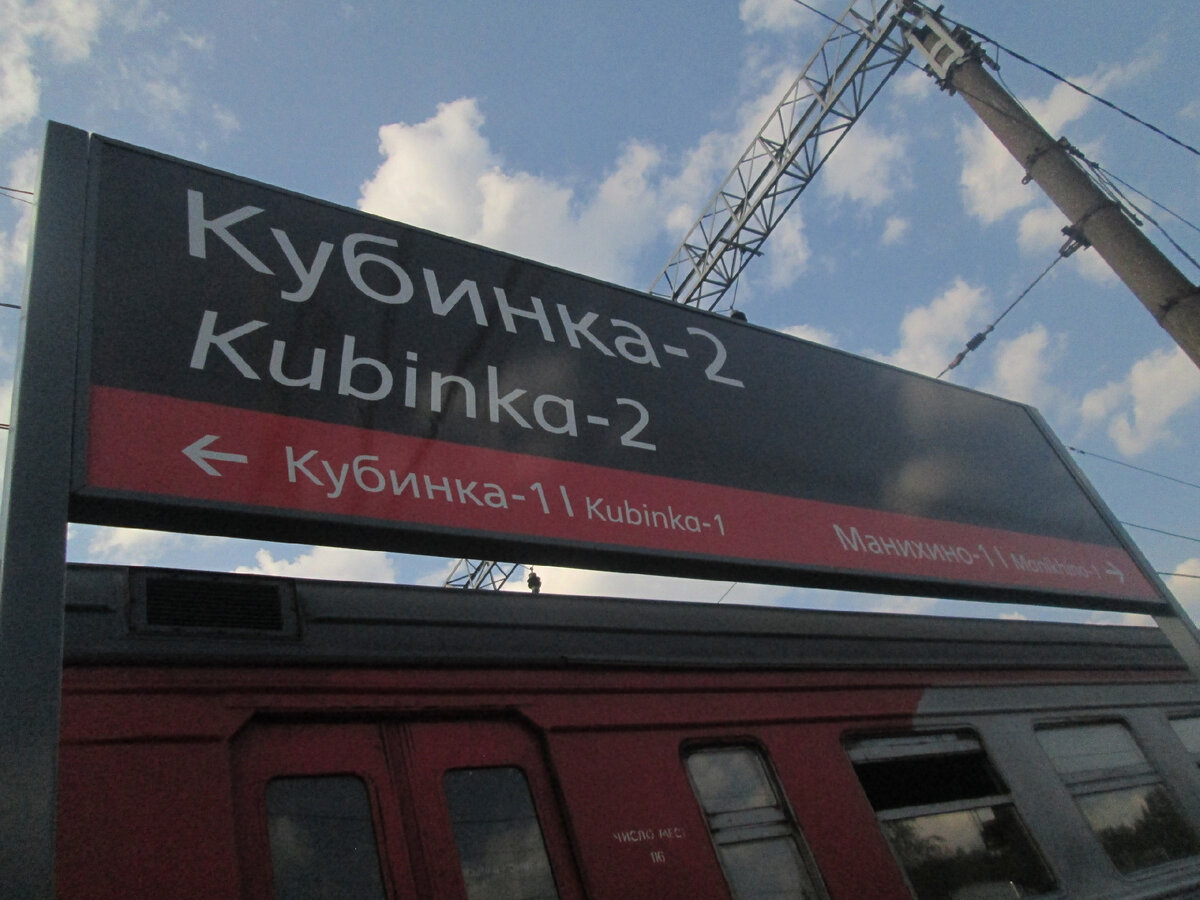 Кубинка-2
Kubinka-2
← Кубинка-1 | Kubinka-1
Манихино-1 | Manikhino-1 →
ЧИСЛО МЕСТ
116